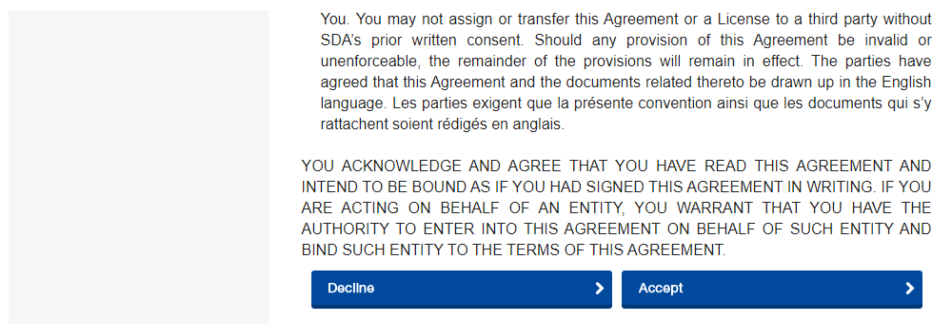 You. You may not assign or transfer this Agreement or a License to a third party without
SDA's prior written consent. Should any provision of this Agreement be invalid or
unenforceable, the remainder of the provisions will remain in effect. The parties have
agreed that this Agreement and the documents related thereto be drawn up in the English
language. Les parties exigent que la présente convention ainsi que les documents qui s'y
rattachent soient rédigés en anglais.
YOU ACKNOWLEDGE AND AGREE THAT YOU HAVE READ THIS AGREEMENT AND
INTEND TO BE BOUND AS IF YOU HAD SIGNED THIS AGREEMENT IN WRITING. IF YOU
ARE ACTING ON BEHALF OF AN ENTITY, YOU WARRANT THAT YOU HAVE THE
AUTHORITY TO ENTER INTO THIS AGREEMENT ON BEHALF OF SUCH ENTITY AND
BIND SUCH ENTITY TO THE TERMS OF THIS AGREEMENT.
Decline
Accept